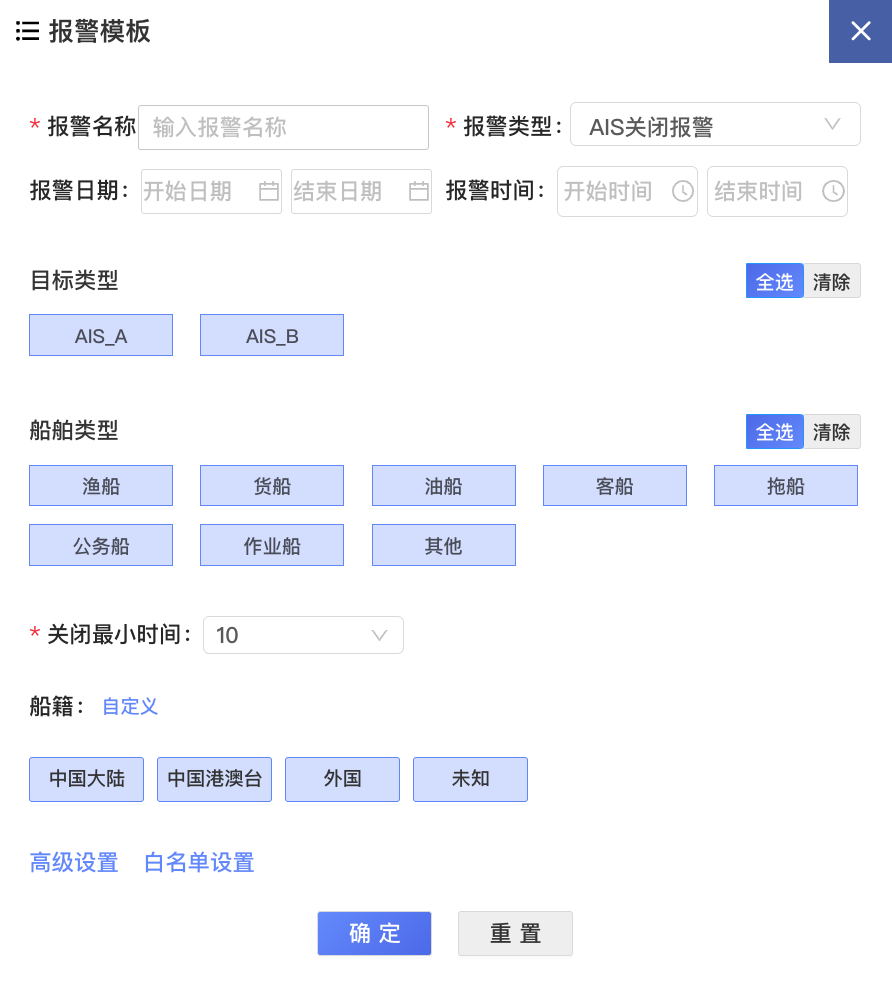 报警模板
* 报警名称 输入报警名称 * 报警类型: AIS关闭报警
报警日期: 开始日期 结束日期 报警时间: 开始时间 结束时间
目标类型 全选 清除
AIS_A AIS_B
船舶类型 全选 清除
渔船 货船 油船 客船 拖船
公务船 作业船 其他
* 关闭最小时间: 10
船籍: 自定义
中国大陆 中国港澳台 外国 未知
高级设置 白名单设置
确 定 重 置